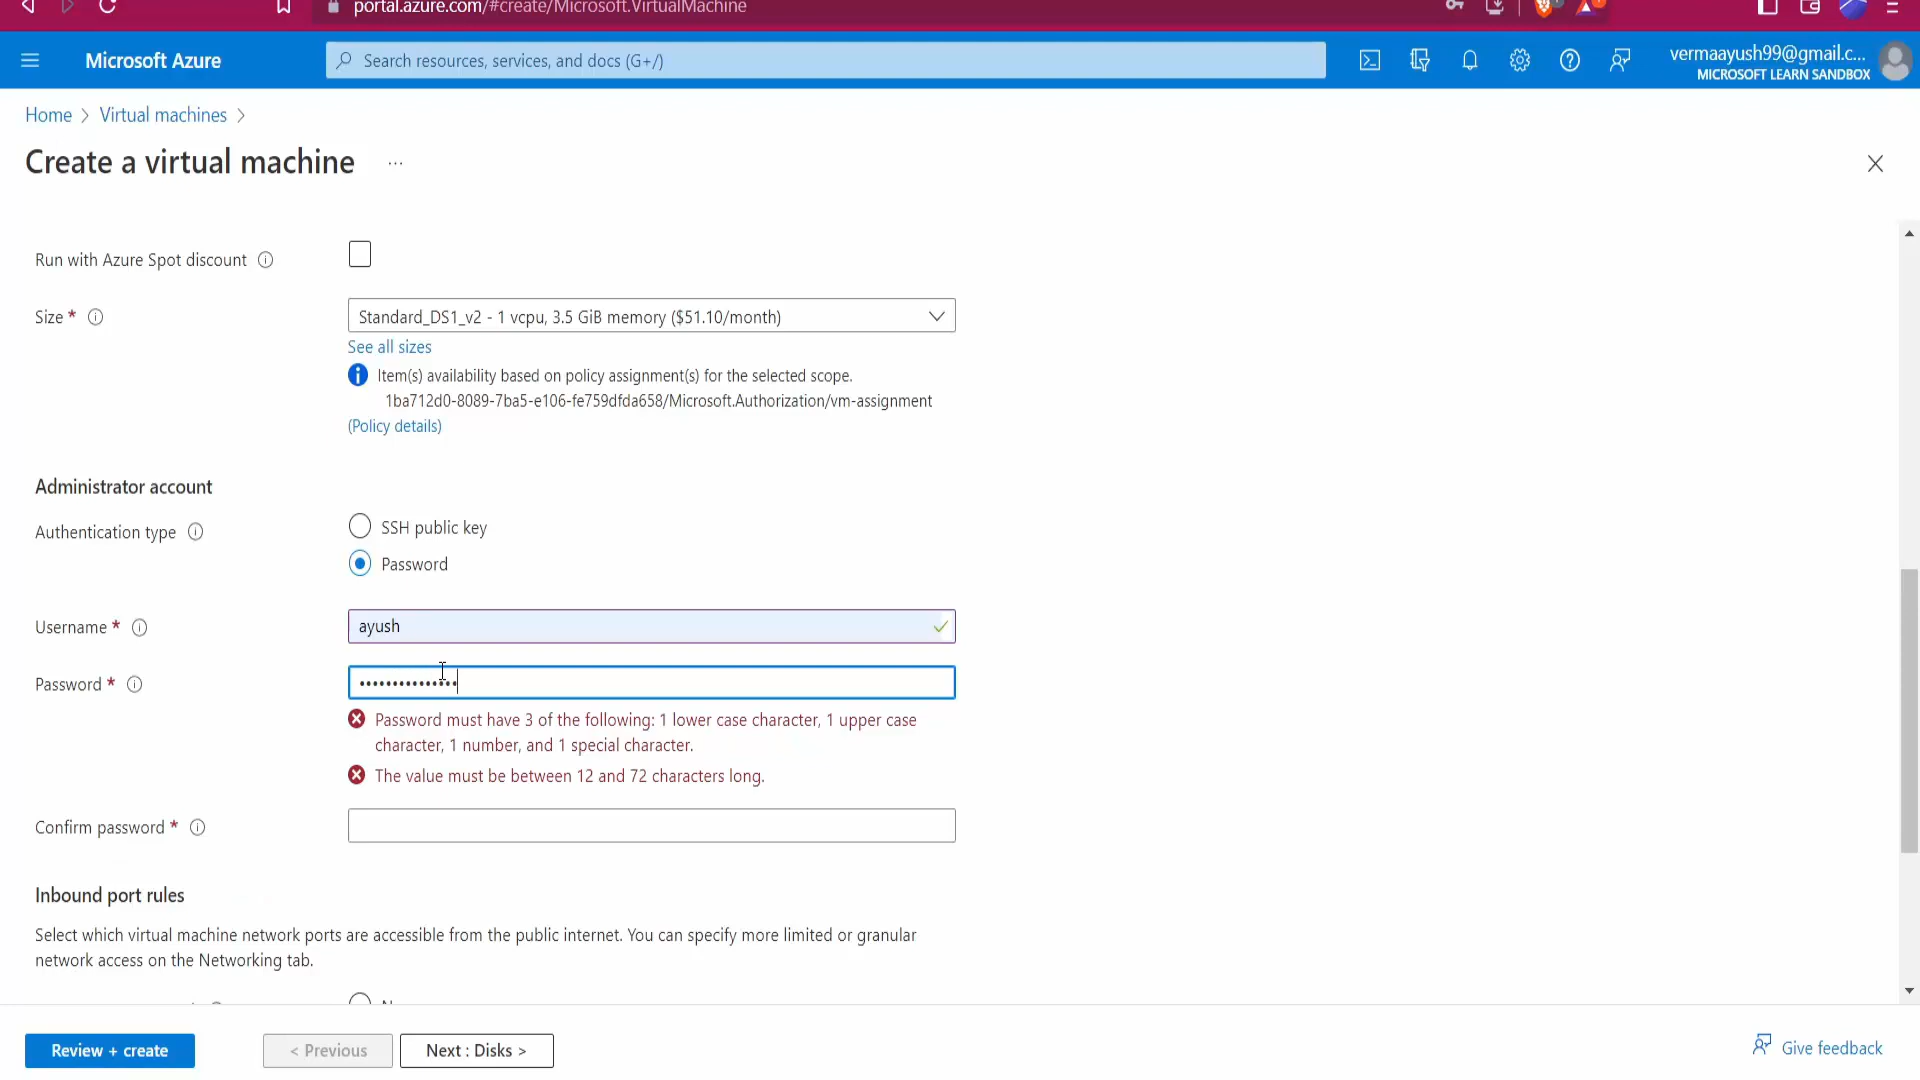 portal.azure.com/#create/Microsoft.VirtualMachine
Microsoft Azure
Search resources, services, and docs (G+/)
vermaayush99@gmail.c...
MICROSOFT LEARN SANDBOX
Home > Virtual machines >
Create a virtual machine ...
Run with Azure Spot discount
Size *
Standard_DS1_v2 - 1 vcpu, 3.5 GiB memory ($51.10/month)
See all sizes
Item(s) availability based on policy assignment(s) for the selected scope.
1ba712d0-8089-7ba5-e106-fe759dfda658/Microsoft.Authorization/vm-assignment
(Policy details)
Administrator account
Authentication type
SSH public key
Password
Username *
ayush
Password *
Password must have 3 of the following: 1 lower case character, 1 upper case
character, 1 number, and 1 special character.
The value must be between 12 and 72 characters long.
Confirm password *
Inbound port rules
Select which virtual machine network ports are accessible from the public internet. You can specify more limited or granular
network access on the Networking tab.
Review + create
< Previous
Next : Disks >
Give feedback